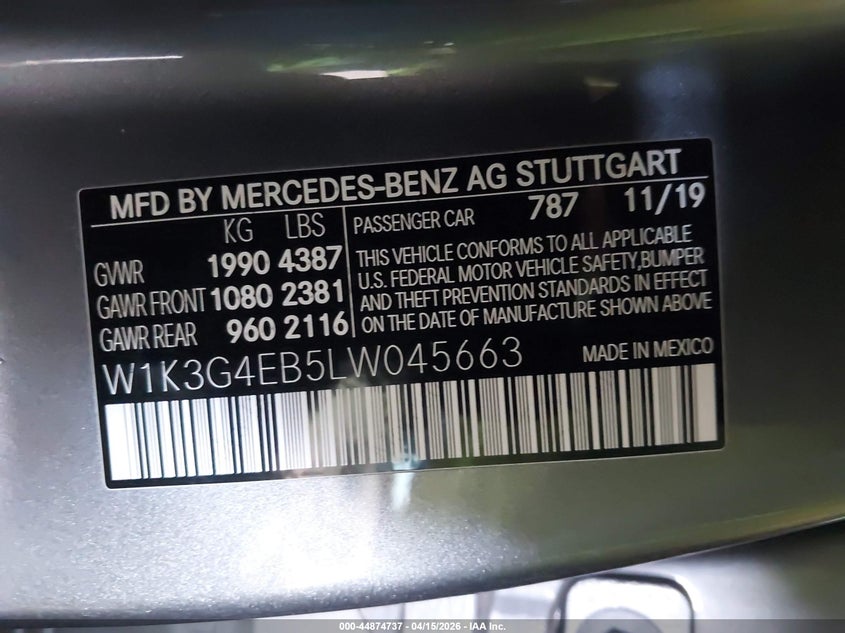 MFD BY MERCEDES-BENZ AG STUTTGART
KG LBS
GVWR 1990 4387
GAWR FRONT 1080 2381
GAWR REAR 960 2116
PASSENGER CAR 787 11/19
THIS VEHICLE CONFORMS TO ALL APPLICABLE
U.S. FEDERAL MOTOR VEHICLE SAFETY,BUMPER
AND THEFT PREVENTION STANDARDS IN EFFECT
ON THE DATE OF MANUFACTURE SHOWN ABOVE
W1K3G4EB5LW045663 MADE IN MEXICO
000-44874737 - 04/15/2026 - IAA Inc.